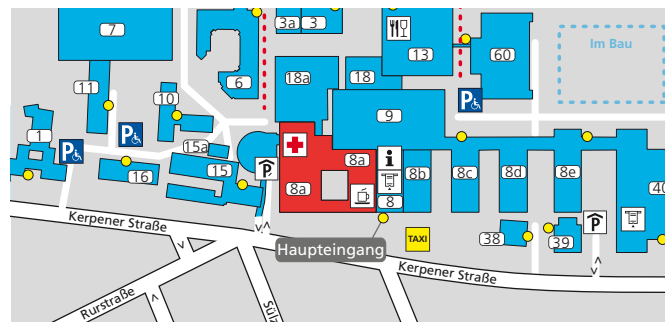 7
3a
3
13
60
Im Bau
6
18a
18
11
10
9
P
P
P
1
15a
8a
i
16
15
P
8a
8b
8c
8d
8e
8
40
Kerpener Straße
Haupteingang
TAXI
38
39
P
Kerpener Straße
Rurstraße
Sülz